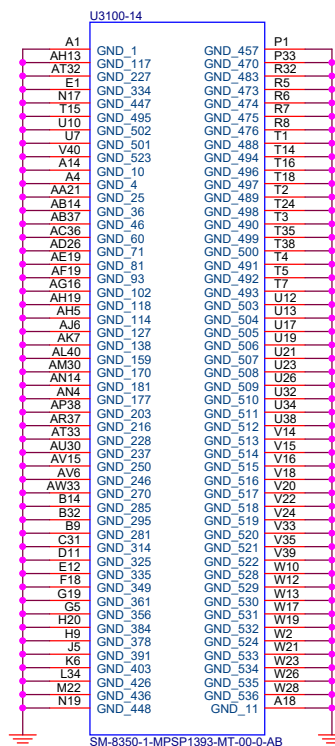 U3100-14
A1 GND_1 GND_457 P1
AH13 GND_117 GND_470 P33
AT32 GND_227 GND_483 R32
E1 GND_334 GND_472 R5
N17 GND_447 GND_474 R6
T15 GND_495 GND_475 R7
U10 GND_502 GND_476 R8
U7 GND_501 GND_488 T1
V40 GND_523 GND_494 T14
A14 GND_10 GND_496 T16
A4 GND_4 GND_497 T18
AA21 GND_25 GND_489 T2
AB14 GND_36 GND_498 T24
AB37 GND_46 GND_490 T3
AC36 GND_60 GND_499 T35
AD26 GND_71 GND_500 T38
AE19 GND_81 GND_491 T4
AF19 GND_93 GND_492 T5
AG16 GND_102 GND_493 T7
AH19 GND_118 GND_503 U12
AH5 GND_114 GND_504 U13
AJ6 GND_127 GND_505 U17
AK7 GND_138 GND_506 U19
AL40 GND_159 GND_507 U21
AM30 GND_170 GND_508 U23
AN14 GND_181 GND_509 U26
AN4 GND_177 GND_510 U32
AP38 GND_203 GND_511 U34
AR37 GND_216 GND_512 U38
AT33 GND_228 GND_513 V14
AU30 GND_237 GND_514 V15
AV15 GND_250 GND_515 V16
AV6 GND_246 GND_516 V18
AW33 GND_270 GND_517 V20
B14 GND_285 GND_518 V22
B32 GND_295 GND_519 V24
B9 GND_281 GND_520 V33
C31 GND_314 GND_521 V35
D11 GND_325 GND_522 V39
E12 GND_335 GND_528 W10
F18 GND_349 GND_529 W12
G19 GND_361 GND_530 W13
G5 GND_356 GND_531 W17
H20 GND_384 GND_532 W19
H9 GND_378 GND_524 W2
J5 GND_391 GND_533 W21
K6 GND_403 GND_534 W23
L34 GND_426 GND_535 W26
M22 GND_436 GND_536 W28
N19 GND_448 GND_11 A18
SM-8350-1-MPSP1393-MT-00-0-AB